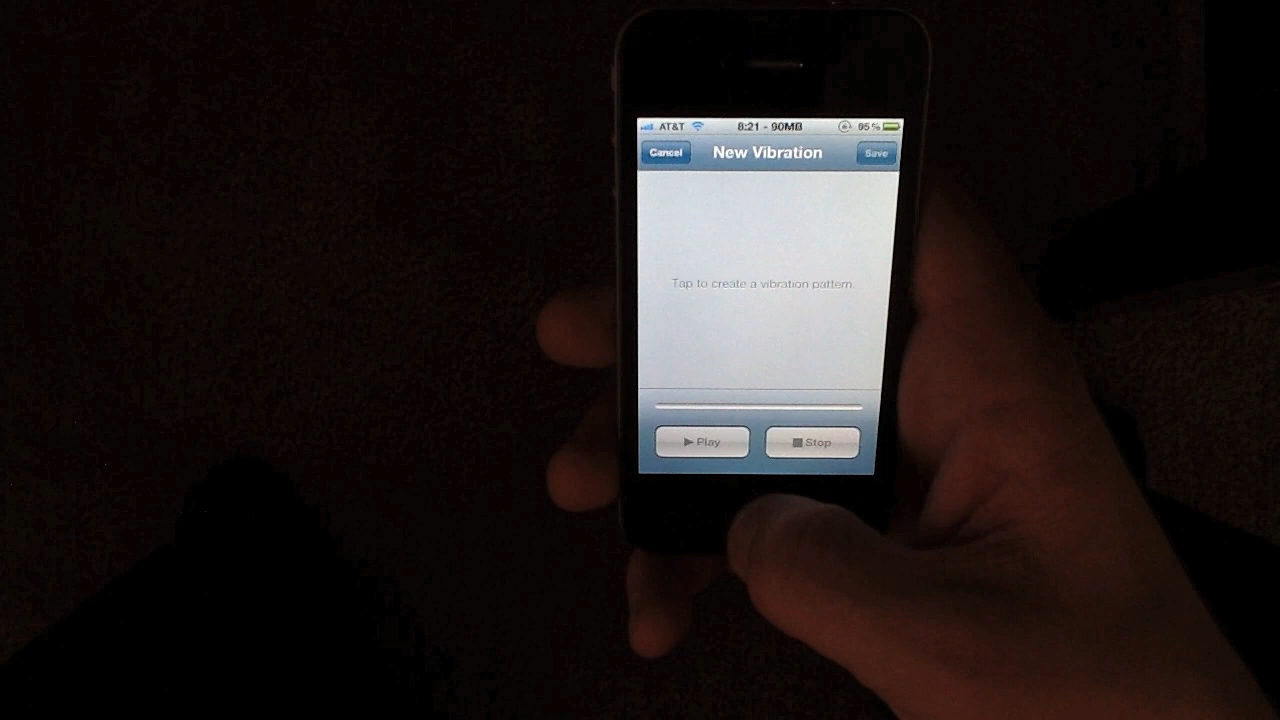 AT&T 8:21 - 90MB 95%
Cancel New Vibration Save
Tap to create a vibration pattern.
Play Stop